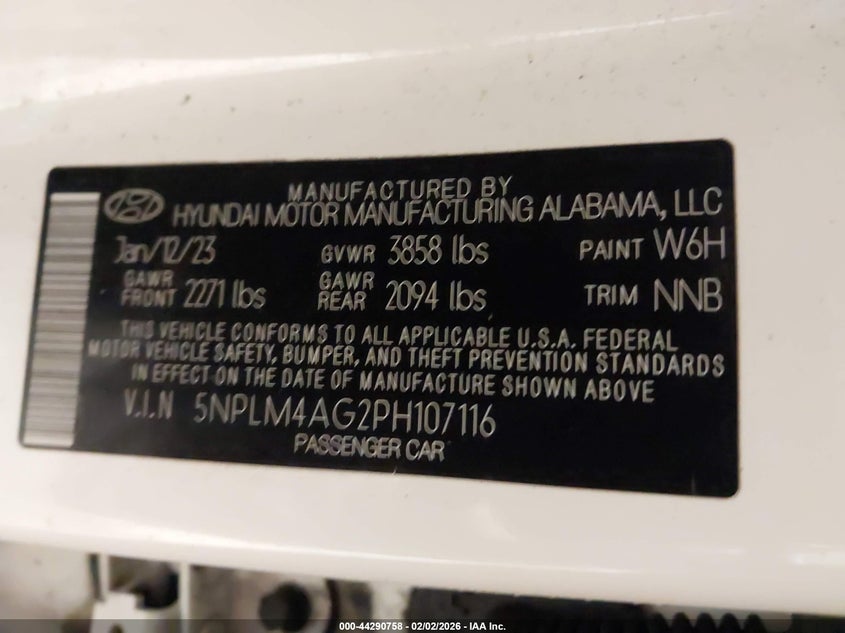 MANUFACTURED BY
HYUNDAI MOTOR MANUFACTURING ALABAMA, LLC
Jan/12/23 GVWR 3858 lbs PAINT W6H
GAWR FRONT 2271 lbs GAWR REAR 2094 lbs TRIM NNB
THIS VEHICLE CONFORMS TO ALL APPLICABLE U.S.A. FEDERAL
MOTOR VEHICLE SAFETY, BUMPER, AND THEFT PREVENTION STANDARDS
IN EFFECT ON THE DATE OF MANUFACTURE SHOWN ABOVE
V.I.N 5NPLM4AG2PH107116
PASSENGER CAR
000-44290758 - 02/02/2026 - IAA Inc.